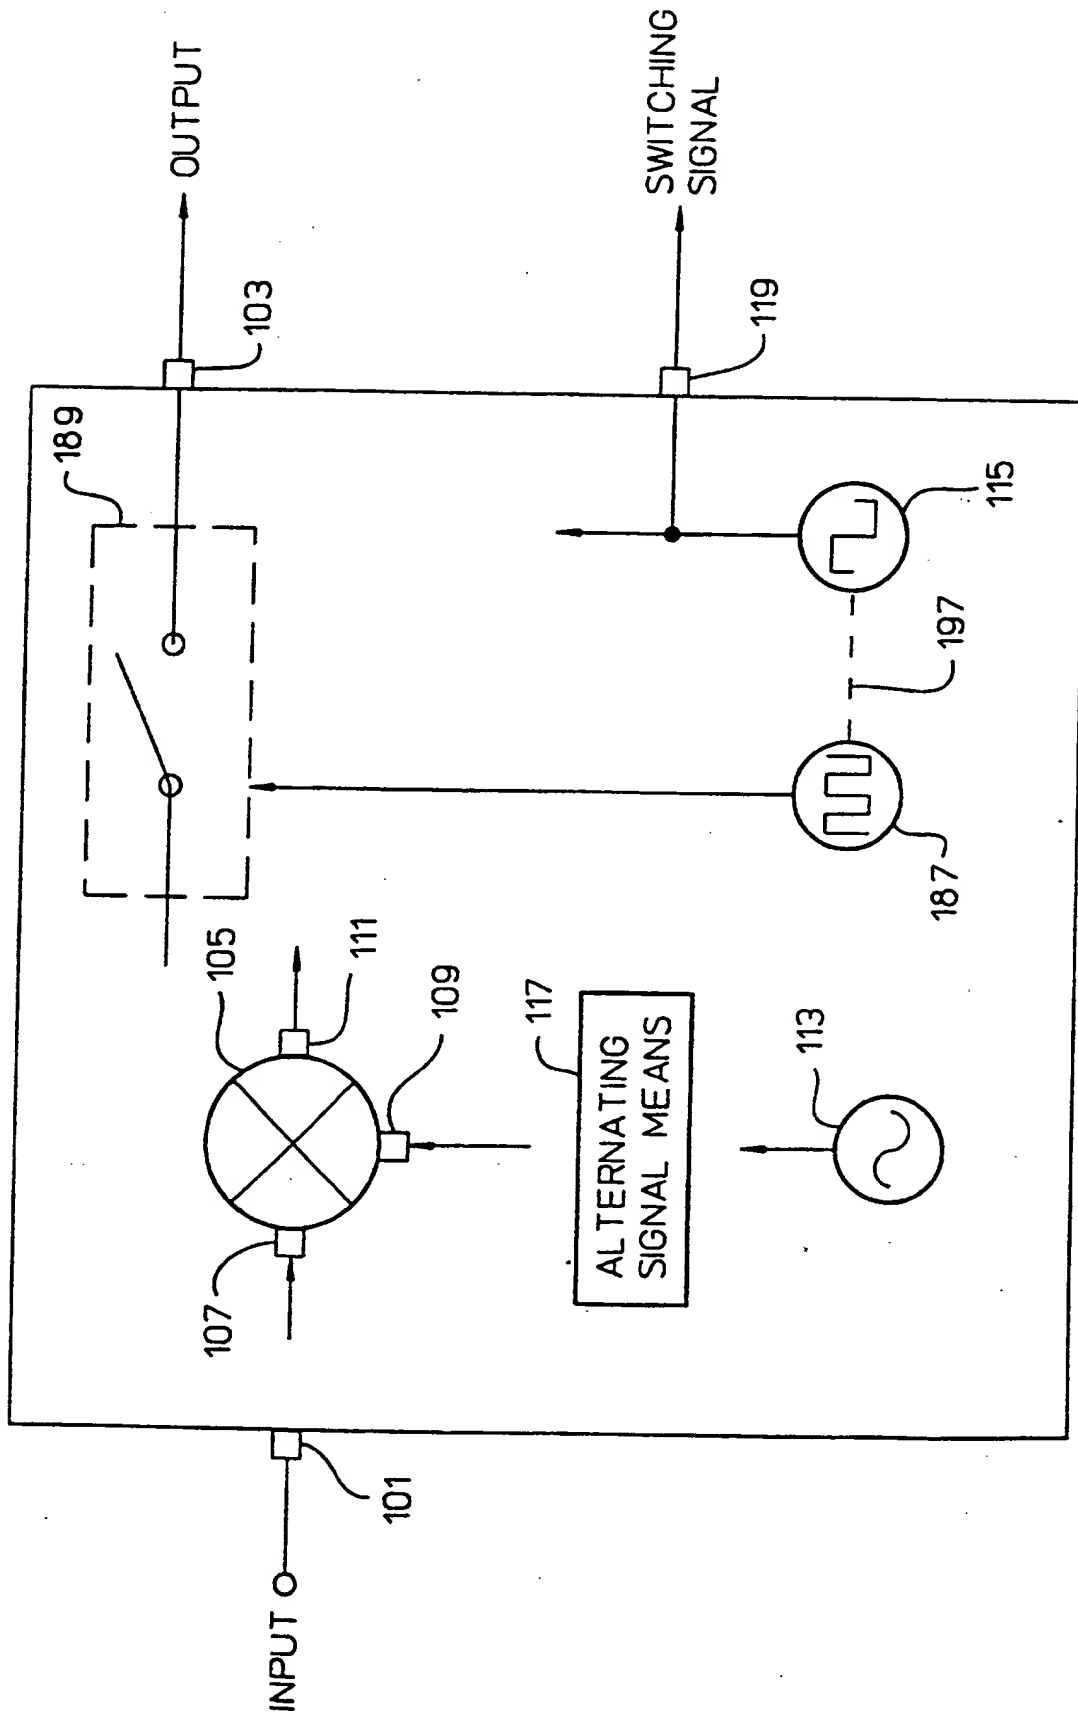 OUTPUT
SWITCHING
SIGNAL
103
119
189
115
197
187
105
111
109
117
ALTERNATING
SIGNAL MEANS
113
107
101
INPUT